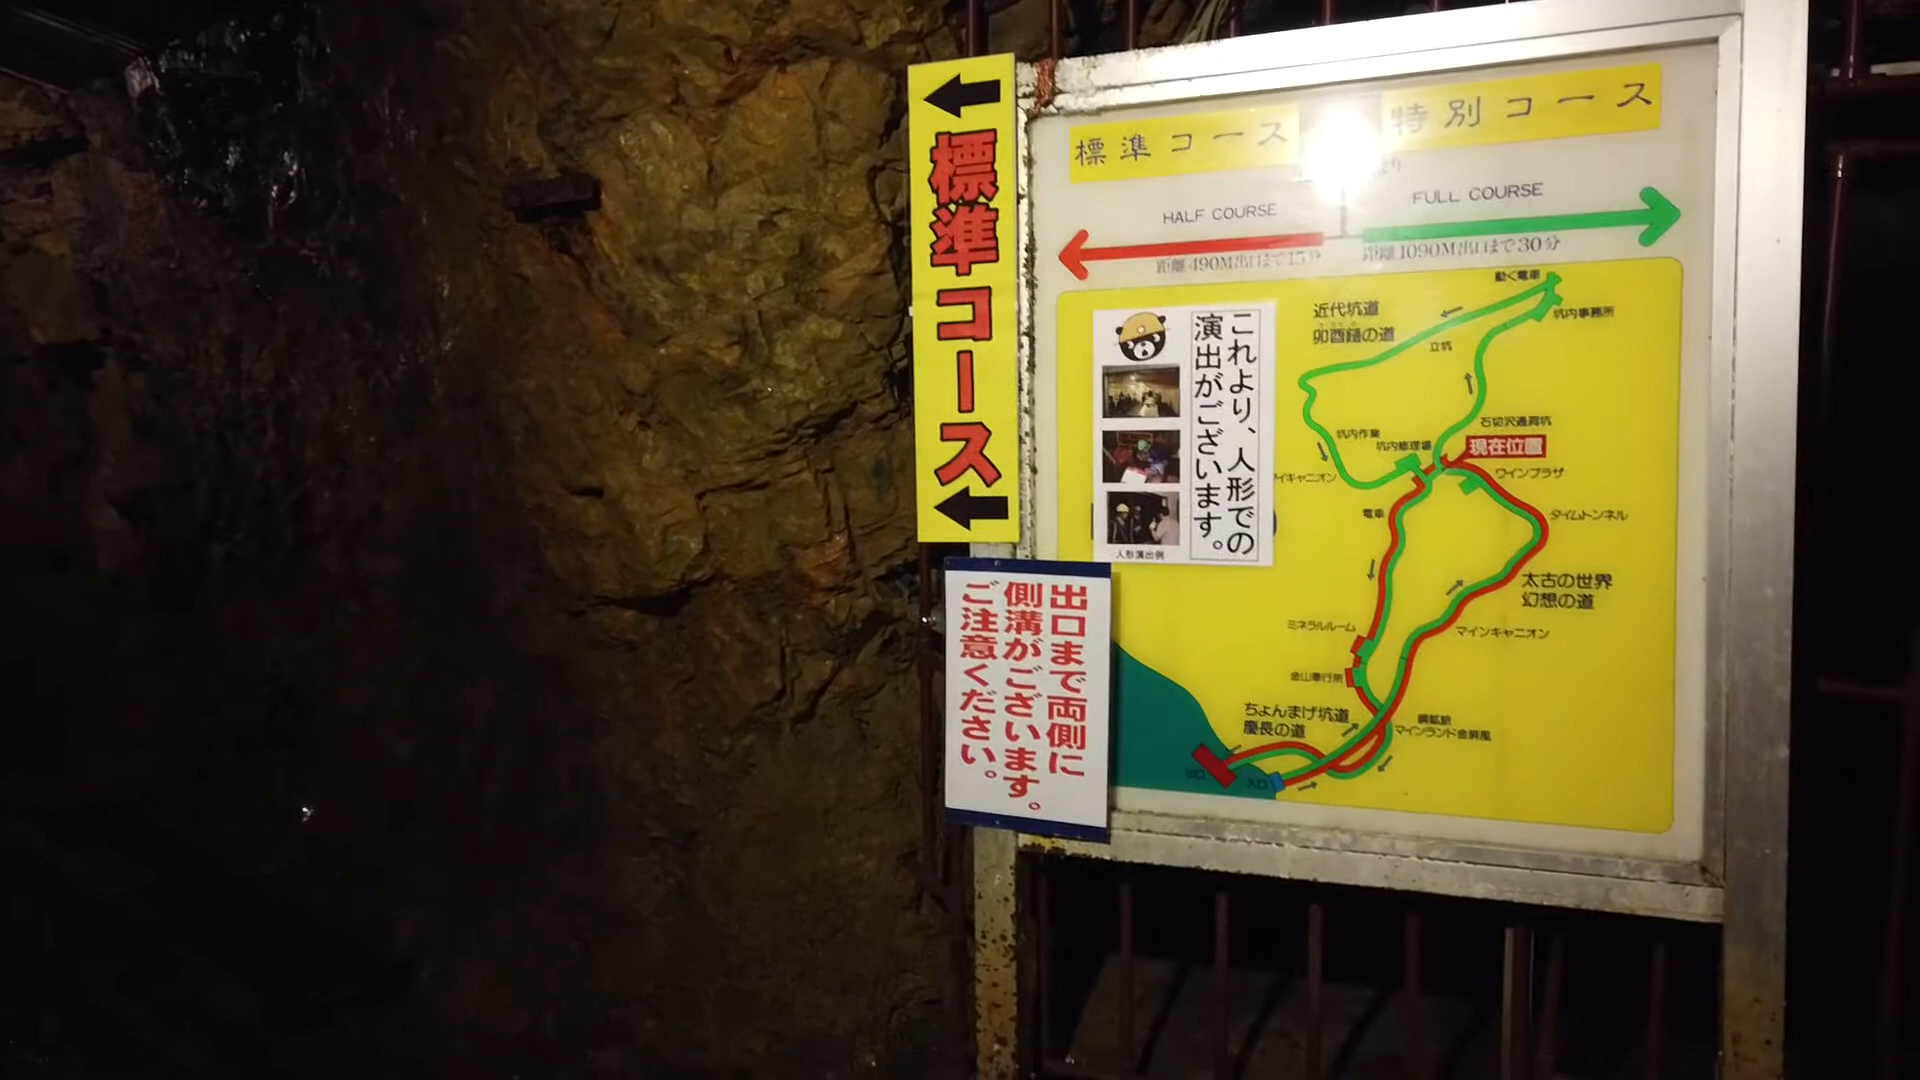 標準コース
標準コース
特別コース
HALF COURSE
FULL COURSE
距離490M出口まで15分
距離1090M出口まで30分
これより、人形での
演出がございます。
人形演出例
出口まで両側に
側溝がございます。
ご注意ください。
動く電車
近代坑道
坑内事務所
の道
立坑
石切沢通洞坑
坑内作業
坑内修理場
現在位置
ワインプラザ
イキャニオン
電車
タイムトンネル
太古の世界
幻想の道
ミネラルルーム
マインキャニオン
金山奉行所
ちょんまげ坑道
慶長の道
銅鉱脈
マインランド金屏風
出口
入口